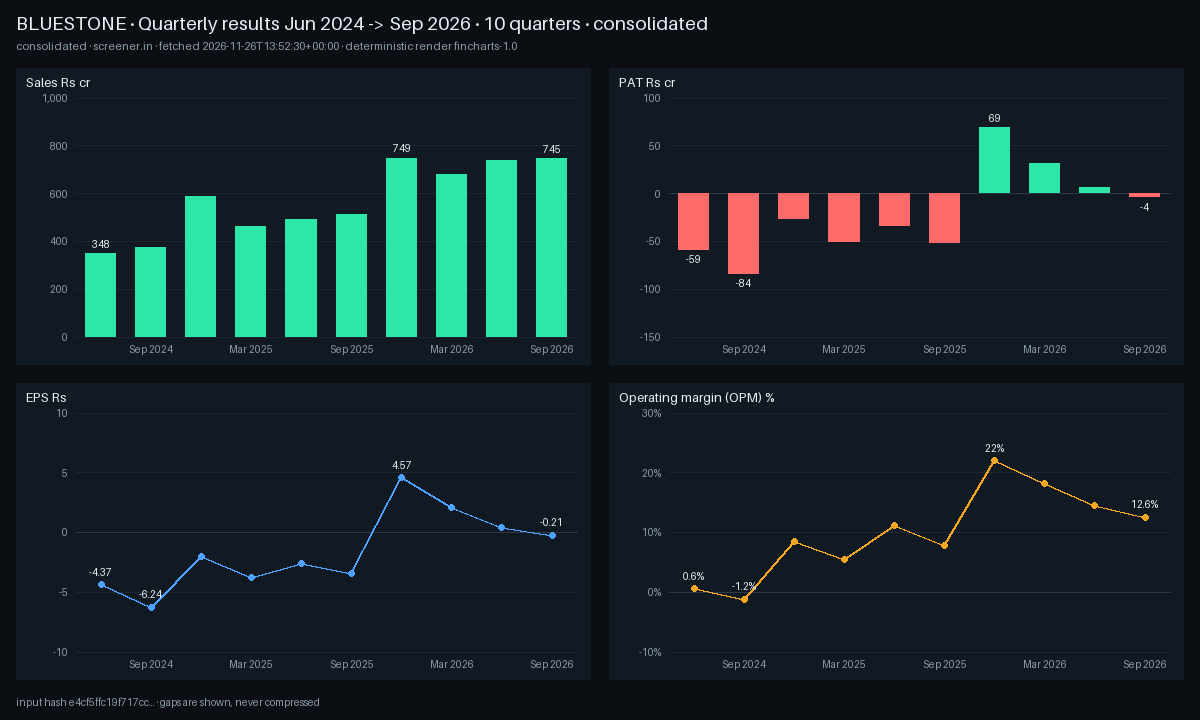 BLUESTONE · Quarterly results Jun 2024 -> Sep 2026 · 10 quarters · consolidated
consolidated · screener.in · fetched 2026-11-26T13:52:30+00:00 · deterministic render fincharts-1.0
Sales Rs cr
1,000
800
600
400
200
0
348
749
745
Sep 2024
Mar 2025
Sep 2025
Mar 2026
Sep 2026
PAT Rs cr
100
50
0
-50
-100
-150
-59
-84
69
-4
Sep 2024
Mar 2025
Sep 2025
Mar 2026
Sep 2026
EPS Rs
10
5
0
-5
-10
-4.37
-6.24
4.57
-0.21
Sep 2024
Mar 2025
Sep 2025
Mar 2026
Sep 2026
Operating margin (OPM) %
30%
20%
10%
0%
-10%
0.6%
-1.2%
22%
12.6%
Sep 2024
Mar 2025
Sep 2025
Mar 2026
Sep 2026
input hash e4cf5ffc19f717cc… · gaps are shown, never compressed